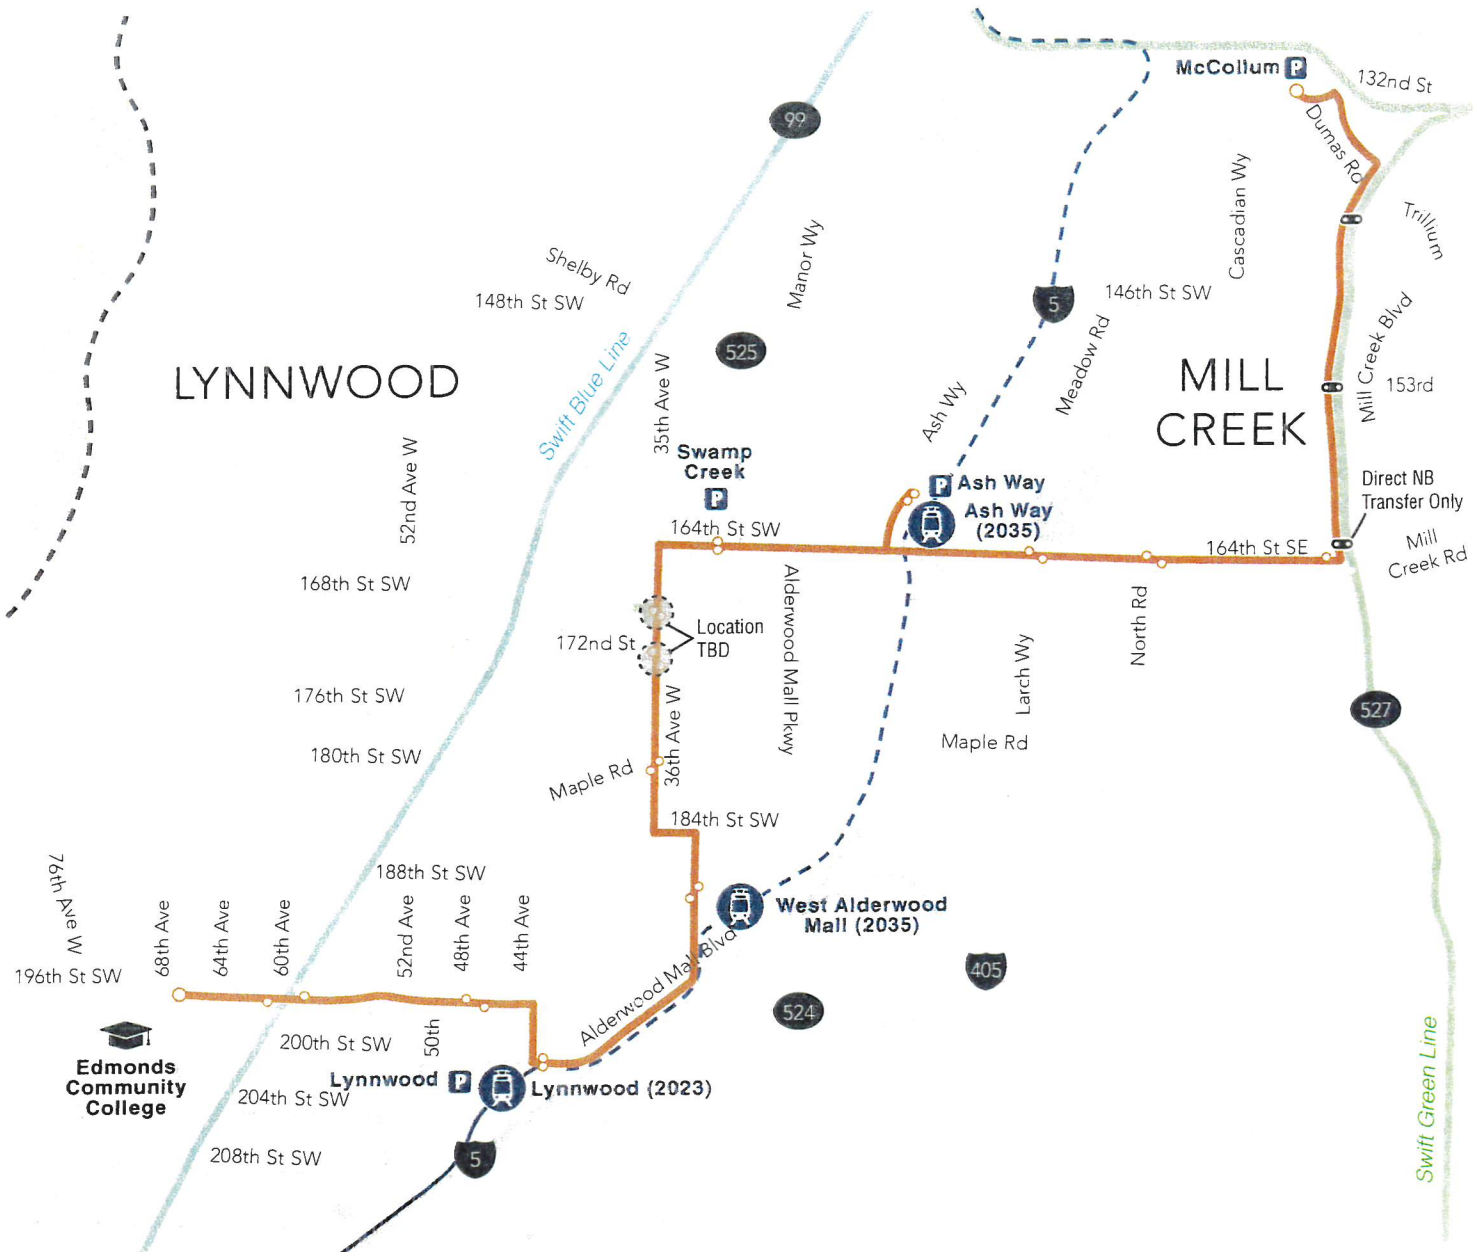 McCollum P
132nd St
Dumas Rd
99
Cascadian Wy
Trillium
Manor Wy
Shelby Rd
148th St SW
5
146th St SW
Swift Blue Line
525
Meadow Rd
Mill Creek Blvd
LYNNWOOD
35th Ave W
Ash Wy
MILL
CREEK
153rd
52nd Ave W
Swamp
Creek
P
P Ash Way
Ash Way
(2035)
Direct NB
Transfer Only
164th St SW
164th St SE
Mill
Creek Rd
168th St SW
Alderwood Mall Pkwy
North Rd
172nd St
Location
TBD
Larch Wy
176th St SW
36th Ave W
527
180th St SW
Maple Rd
Maple Rd
184th St SW
188th St SW
76th Ave W
68th Ave
64th Ave
60th Ave
52nd Ave
48th Ave
44th Ave
West Alderwood
Mall (2035)
196th St SW
Alderwood Mall Blvd
405
524
200th St SW
50th
Edmonds
Community
College
Lynnwood P
Lynnwood (2023)
204th St SW
208th St SW
5
Swift Green Line